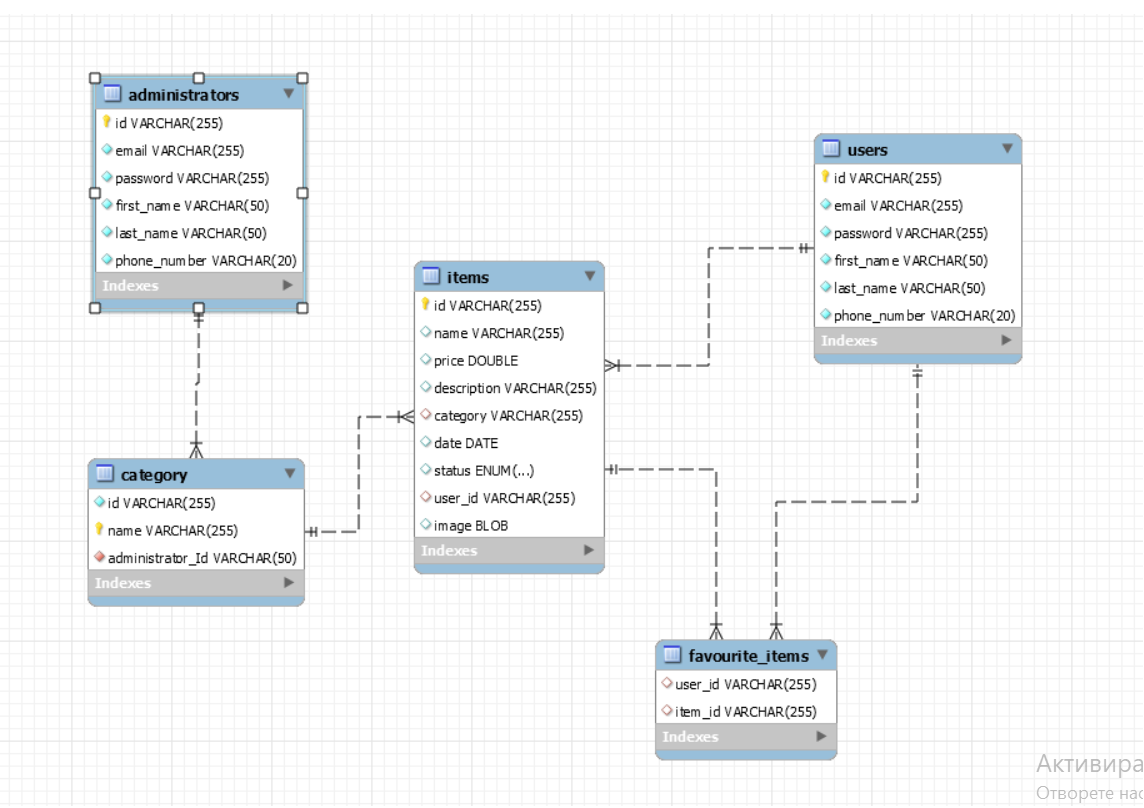 administrators
id VARCHAR(255)
email VARCHAR(255)
password VARCHAR(255)
first_name VARCHAR(50)
last_name VARCHAR(50)
phone_number VARCHAR(20)
Indexes
category
id VARCHAR(255)
name VARCHAR(255)
administrator_Id VARCHAR(50)
Indexes
items
id VARCHAR(255)
name VARCHAR(255)
price DOUBLE
description VARCHAR(255)
category VARCHAR(255)
date DATE
status ENUM(...)
user_id VARCHAR(255)
image BLOB
Indexes
users
id VARCHAR(255)
email VARCHAR(255)
password VARCHAR(255)
first_name VARCHAR(50)
last_name VARCHAR(50)
phone_number VARCHAR(20)
Indexes
favourite_items
user_id VARCHAR(255)
item_id VARCHAR(255)
Indexes
Активира
Отворете нас